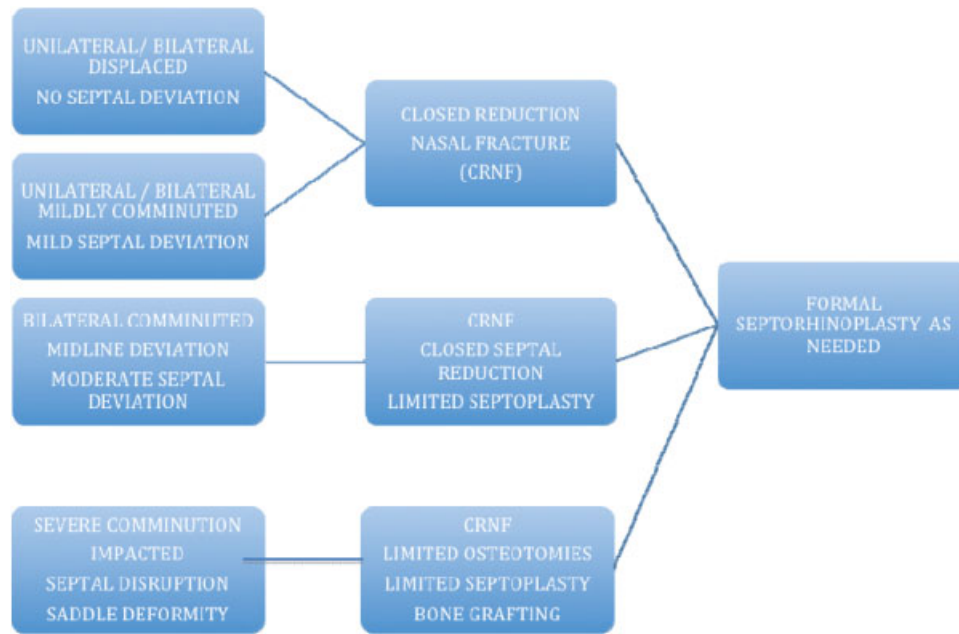 UNILATERAL/ BILATERAL
DISPLACED
NO SEPTAL DEVIATION
UNILATERAL / BILATERAL
MILDLY COMMINUTED
MILD SEPTAL DEVIATION
BILATERAL COMMINUTED
MIDLINE DEVIATION
MODERATE SEPTAL
DEVIATION
SEVERE COMMINUTION
IMPACTED
SEPTAL DISRUPTION
SADDLE DEFORMITY
CLOSED REDUCTION
NASAL FRACTURE
(CRNF)
CRNF
CLOSED SEPTAL
REDUCTION
LIMITED SEPTOPLASTY
CRNF
LIMITED OSTEOTOMIES
LIMITED SEPTOPLASTY
BONE GRAFTING
FORMAL
SEPTORHINOPLASTY AS
NEEDED